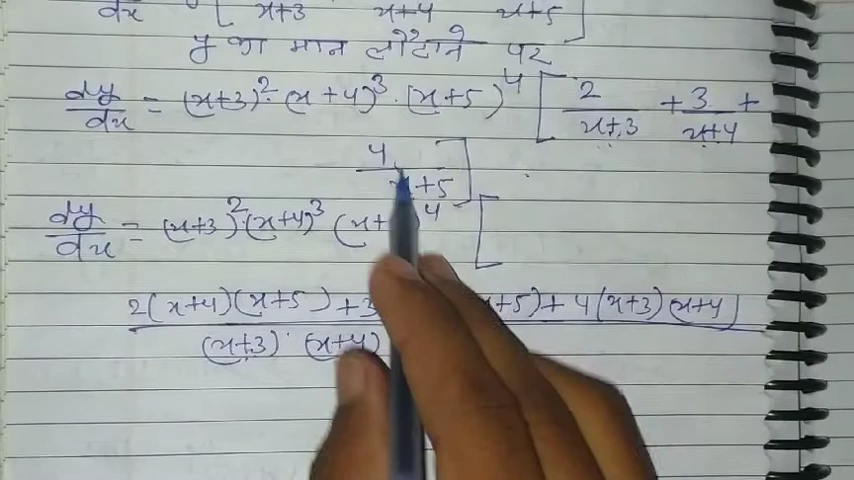 dy/dx [ x+3 x+4 x+5 ]
y का मान लौटाने पर
dy/dx = (x+3)²·(x+4)³·(x+5)⁴ [ 2/x+3 + 3/x+4 +
4/x+5 ]
dy/dx = (x+3)²·(x+4)³ (x+ ⁴ [
2(x+4)(x+5)+3 x+5)+4(x+3)(x+4)
(x+3)·(x+4)